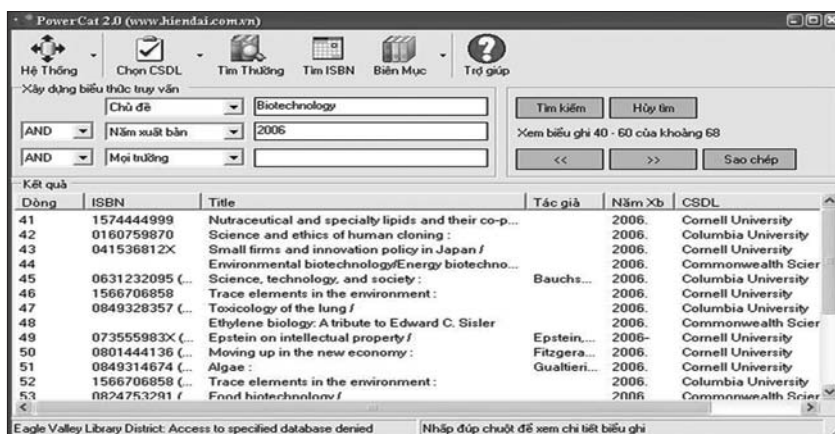 PowerCat 2.0 (www.hiendai.com.vn)
Hệ Thống Chọn CSDL Tìm Thường Tìm ISBN Biên Mục Trợ giúp
Xây dựng biểu thức truy vấn
Chủ đề Biotechnology Tìm kiếm Hủy tìm
AND Năm xuất bản 2006 Xem biểu ghi 40 - 60 của khoảng 68
AND Mọi trường << >> Sao chép
Kết quả
Dòng ISBN Title Tác giả Năm Xb CSDL
41 1574444999 Nutraceutical and specialty lipids and their co-p... 2006. Cornell University
42 0160759870 Science and ethics of human cloning : 2006. Columbia University
43 041536812X Small firms and innovation policy in Japan / 2006. Cornell University
44 Environmental biotechnology/Energy biotechno... 2006. Commonwealth Scier
45 0631232095 (... Science, technology, and society : Bauchs... 2006. Columbia University
46 1566706858 Trace elements in the environment : 2006. Cornell University
47 0849328357 (... Toxicology of the lung / 2006. Columbia University
48 Ethylene biology: A tribute to Edward C. Sisler 2006. Commonwealth Scier
49 073555983X (... Epstein on intellectual property / Epstein,... 2006- Cornell University
50 0801444136 (... Moving up in the new economy : Fitzgera... 2006. Cornell University
51 0849314674 (... Algae : Gualtieri... 2006. Cornell University
52 1566706858 (... Trace elements in the environment : 2006. Columbia University
53 0824753291 (... Food biotechnology / 2006. Commonwealth Scier
Eagle Valley Library District: Access to specified database denied Nhấp đúp chuột để xem chi tiết biểu ghi